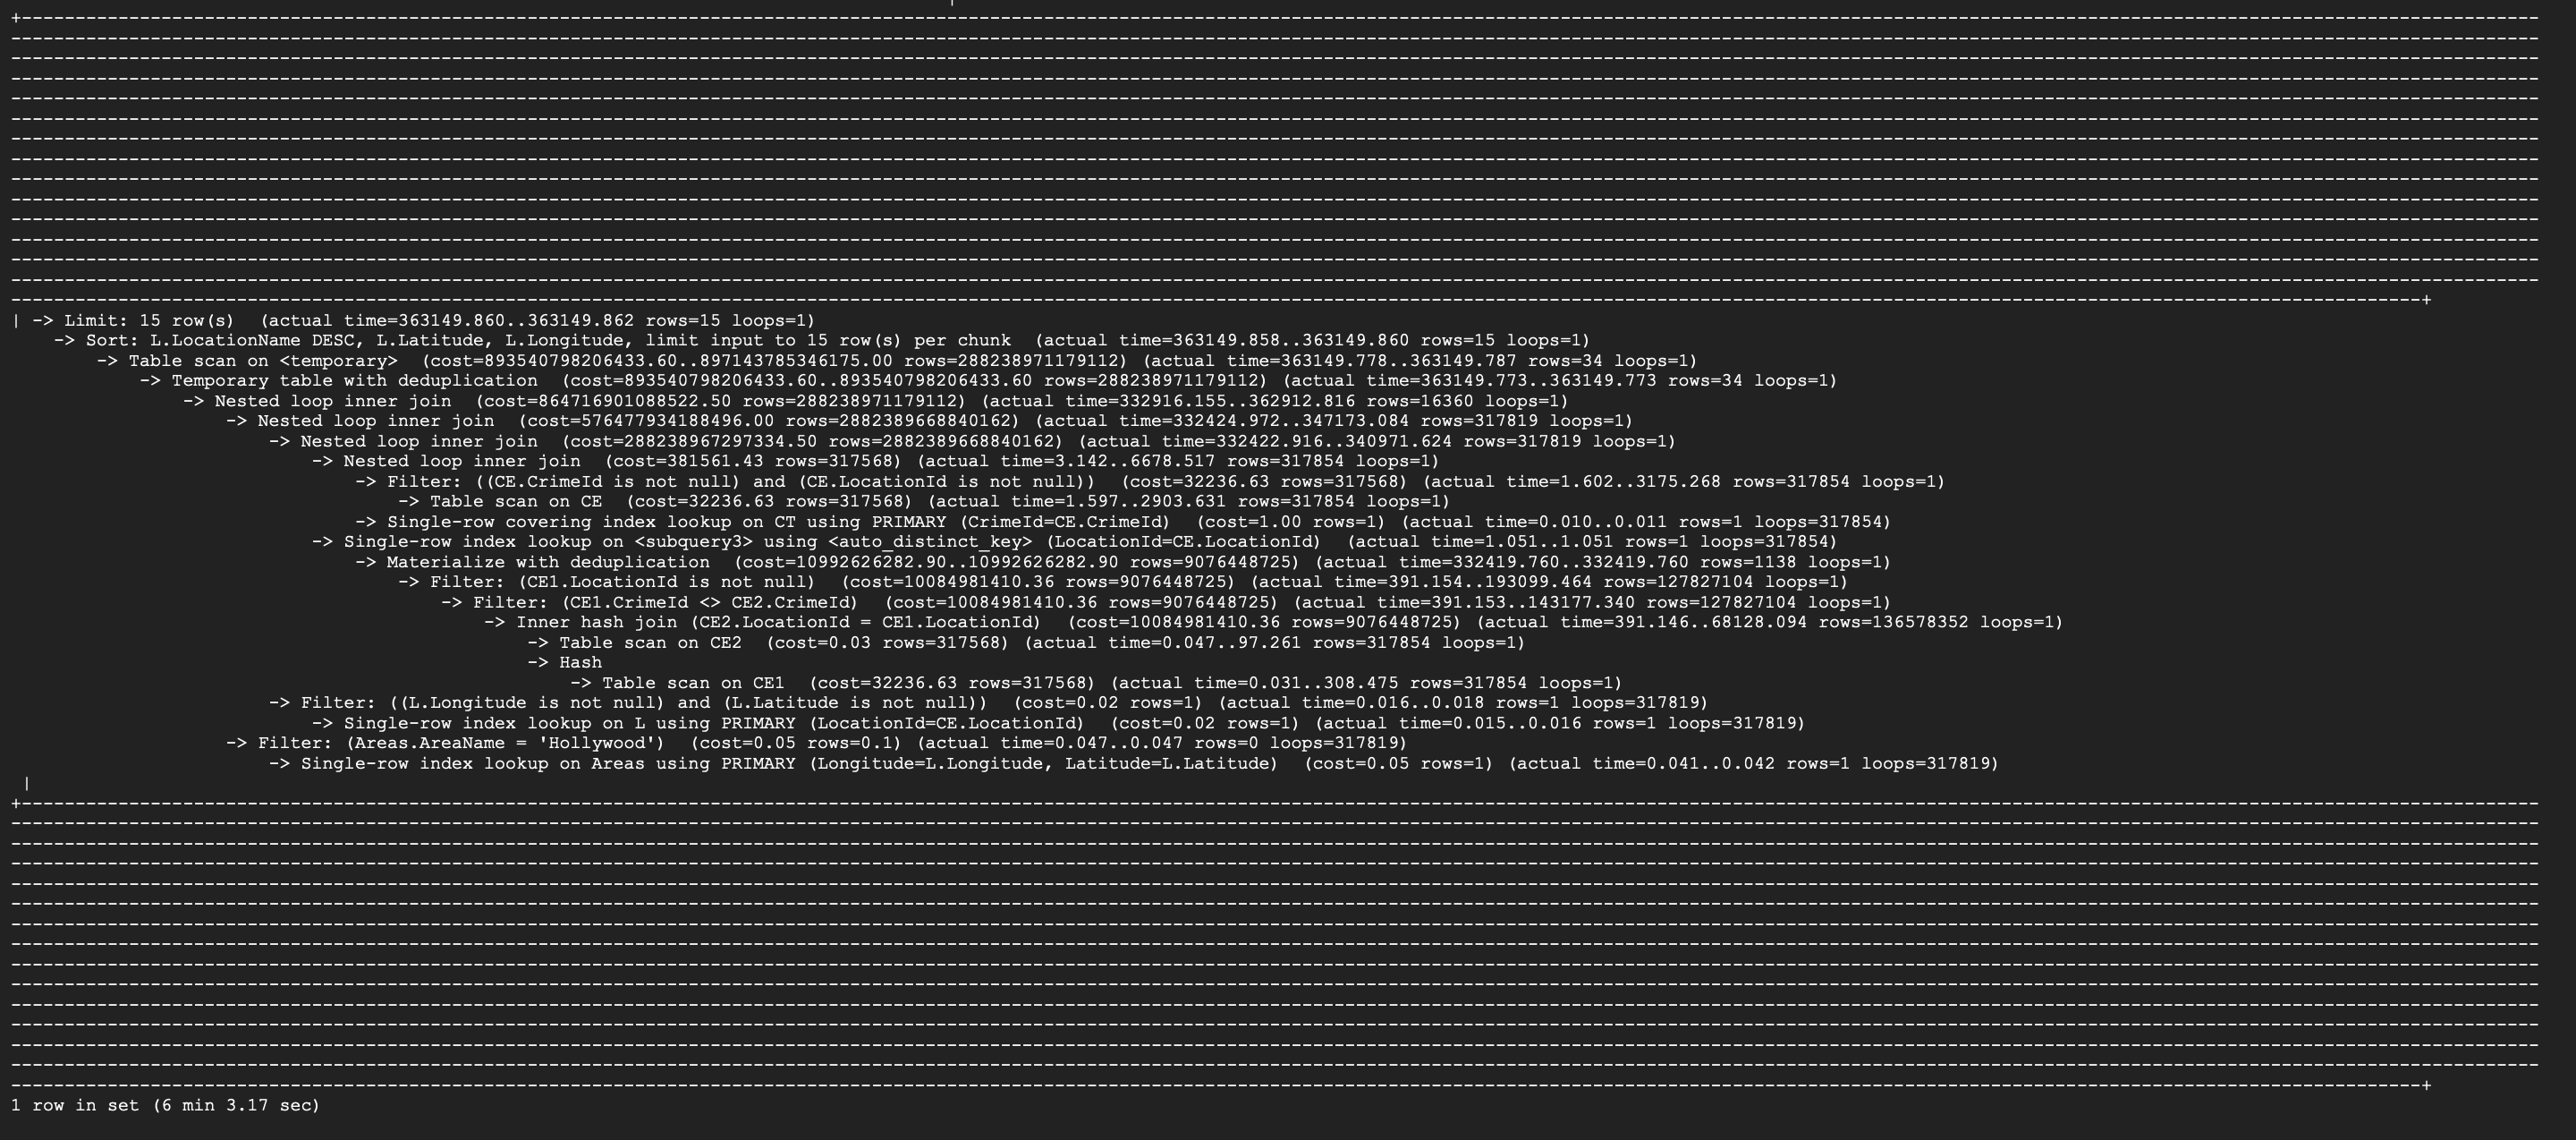 | -> Limit: 15 row(s)  (actual time=363149.860..363149.862 rows=15 loops=1)
    -> Sort: L.LocationName DESC, L.Latitude, L.Longitude, limit input to 15 row(s) per chunk  (actual time=363149.858..363149.860 rows=15 loops=1)
        -> Table scan on <temporary>  (cost=893540798206433.60..897143785346175.00 rows=288238971179112) (actual time=363149.778..363149.787 rows=34 loops=1)
            -> Temporary table with deduplication  (cost=893540798206433.60..893540798206433.60 rows=288238971179112) (actual time=363149.773..363149.773 rows=34 loops=1)
                -> Nested loop inner join  (cost=864716901088522.50 rows=288238971179112) (actual time=332916.155..362912.816 rows=16360 loops=1)
                    -> Nested loop inner join  (cost=576477934188496.00 rows=2882389668840162) (actual time=332424.972..347173.084 rows=317819 loops=1)
                        -> Nested loop inner join  (cost=288238967297334.50 rows=2882389668840162) (actual time=332422.916..340971.624 rows=317819 loops=1)
                            -> Nested loop inner join  (cost=381561.43 rows=317568) (actual time=3.142..6678.517 rows=317854 loops=1)
                                -> Filter: ((CE.CrimeId is not null) and (CE.LocationId is not null))  (cost=32236.63 rows=317568) (actual time=1.602..3175.268 rows=317854 loops=1)
                                    -> Table scan on CE  (cost=32236.63 rows=317568) (actual time=1.597..2903.631 rows=317854 loops=1)
                                -> Single-row covering index lookup on CT using PRIMARY (CrimeId=CE.CrimeId)  (cost=1.00 rows=1) (actual time=0.010..0.011 rows=1 loops=317854)
                            -> Single-row index lookup on <subquery3> using <auto_distinct_key> (LocationId=CE.LocationId)  (actual time=1.051..1.051 rows=1 loops=317854)
                                -> Materialize with deduplication  (cost=10992626282.90..10992626282.90 rows=9076448725) (actual time=332419.760..332419.760 rows=1138 loops=1)
                                    -> Filter: (CE1.LocationId is not null)  (cost=10084981410.36 rows=9076448725) (actual time=391.154..193099.464 rows=127827104 loops=1)
                                        -> Filter: (CE1.CrimeId <> CE2.CrimeId)  (cost=10084981410.36 rows=9076448725) (actual time=391.153..143177.340 rows=127827104 loops=1)
                                            -> Inner hash join (CE2.LocationId = CE1.LocationId)  (cost=10084981410.36 rows=9076448725) (actual time=391.146..68128.094 rows=136578352 loops=1)
                                                -> Table scan on CE2  (cost=0.03 rows=317568) (actual time=0.047..97.261 rows=317854 loops=1)
                                                -> Hash
                                                    -> Table scan on CE1  (cost=32236.63 rows=317568) (actual time=0.031..308.475 rows=317854 loops=1)
                        -> Filter: ((L.Longitude is not null) and (L.Latitude is not null))  (cost=0.02 rows=1) (actual time=0.016..0.018 rows=1 loops=317819)
                            -> Single-row index lookup on L using PRIMARY (LocationId=CE.LocationId)  (cost=0.02 rows=1) (actual time=0.015..0.016 rows=1 loops=317819)
                    -> Filter: (Areas.AreaName = 'Hollywood')  (cost=0.05 rows=0.1) (actual time=0.047..0.047 rows=0 loops=317819)
                        -> Single-row index lookup on Areas using PRIMARY (Longitude=L.Longitude, Latitude=L.Latitude)  (cost=0.05 rows=1) (actual time=0.041..0.042 rows=1 loops=317819)
 |
1 row in set (6 min 3.17 sec)